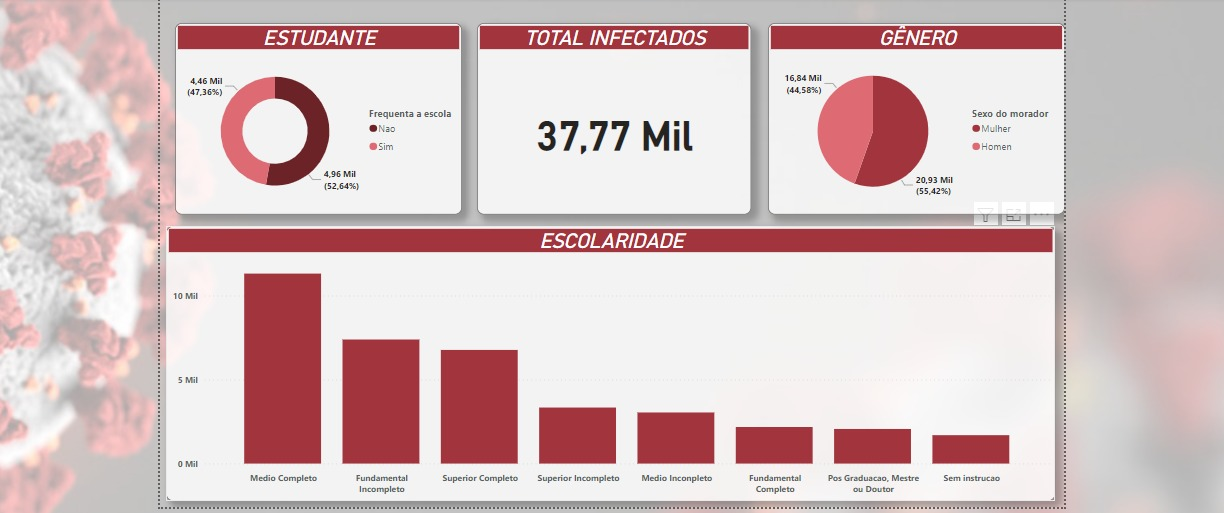 ESTUDANTE
4,46 Mil
(47,36%)
Frequenta a escola
Nao
Sim
4,96 Mil
(52,64%)
TOTAL INFECTADOS
37,77 Mil
GÊNERO
16,84 Mil
(44,58%)
Sexo do morador
Mulher
Homen
20,93 Mil
(55,42%)
ESCOLARIDADE
10 Mil
5 Mil
0 Mil
Medio Completo
Fundamental
Incompleto
Superior Completo
Superior Incompleto
Medio Inconpleto
Fundamental
Completo
Pos Graduacao, Mestre
ou Doutor
Sem instrucao